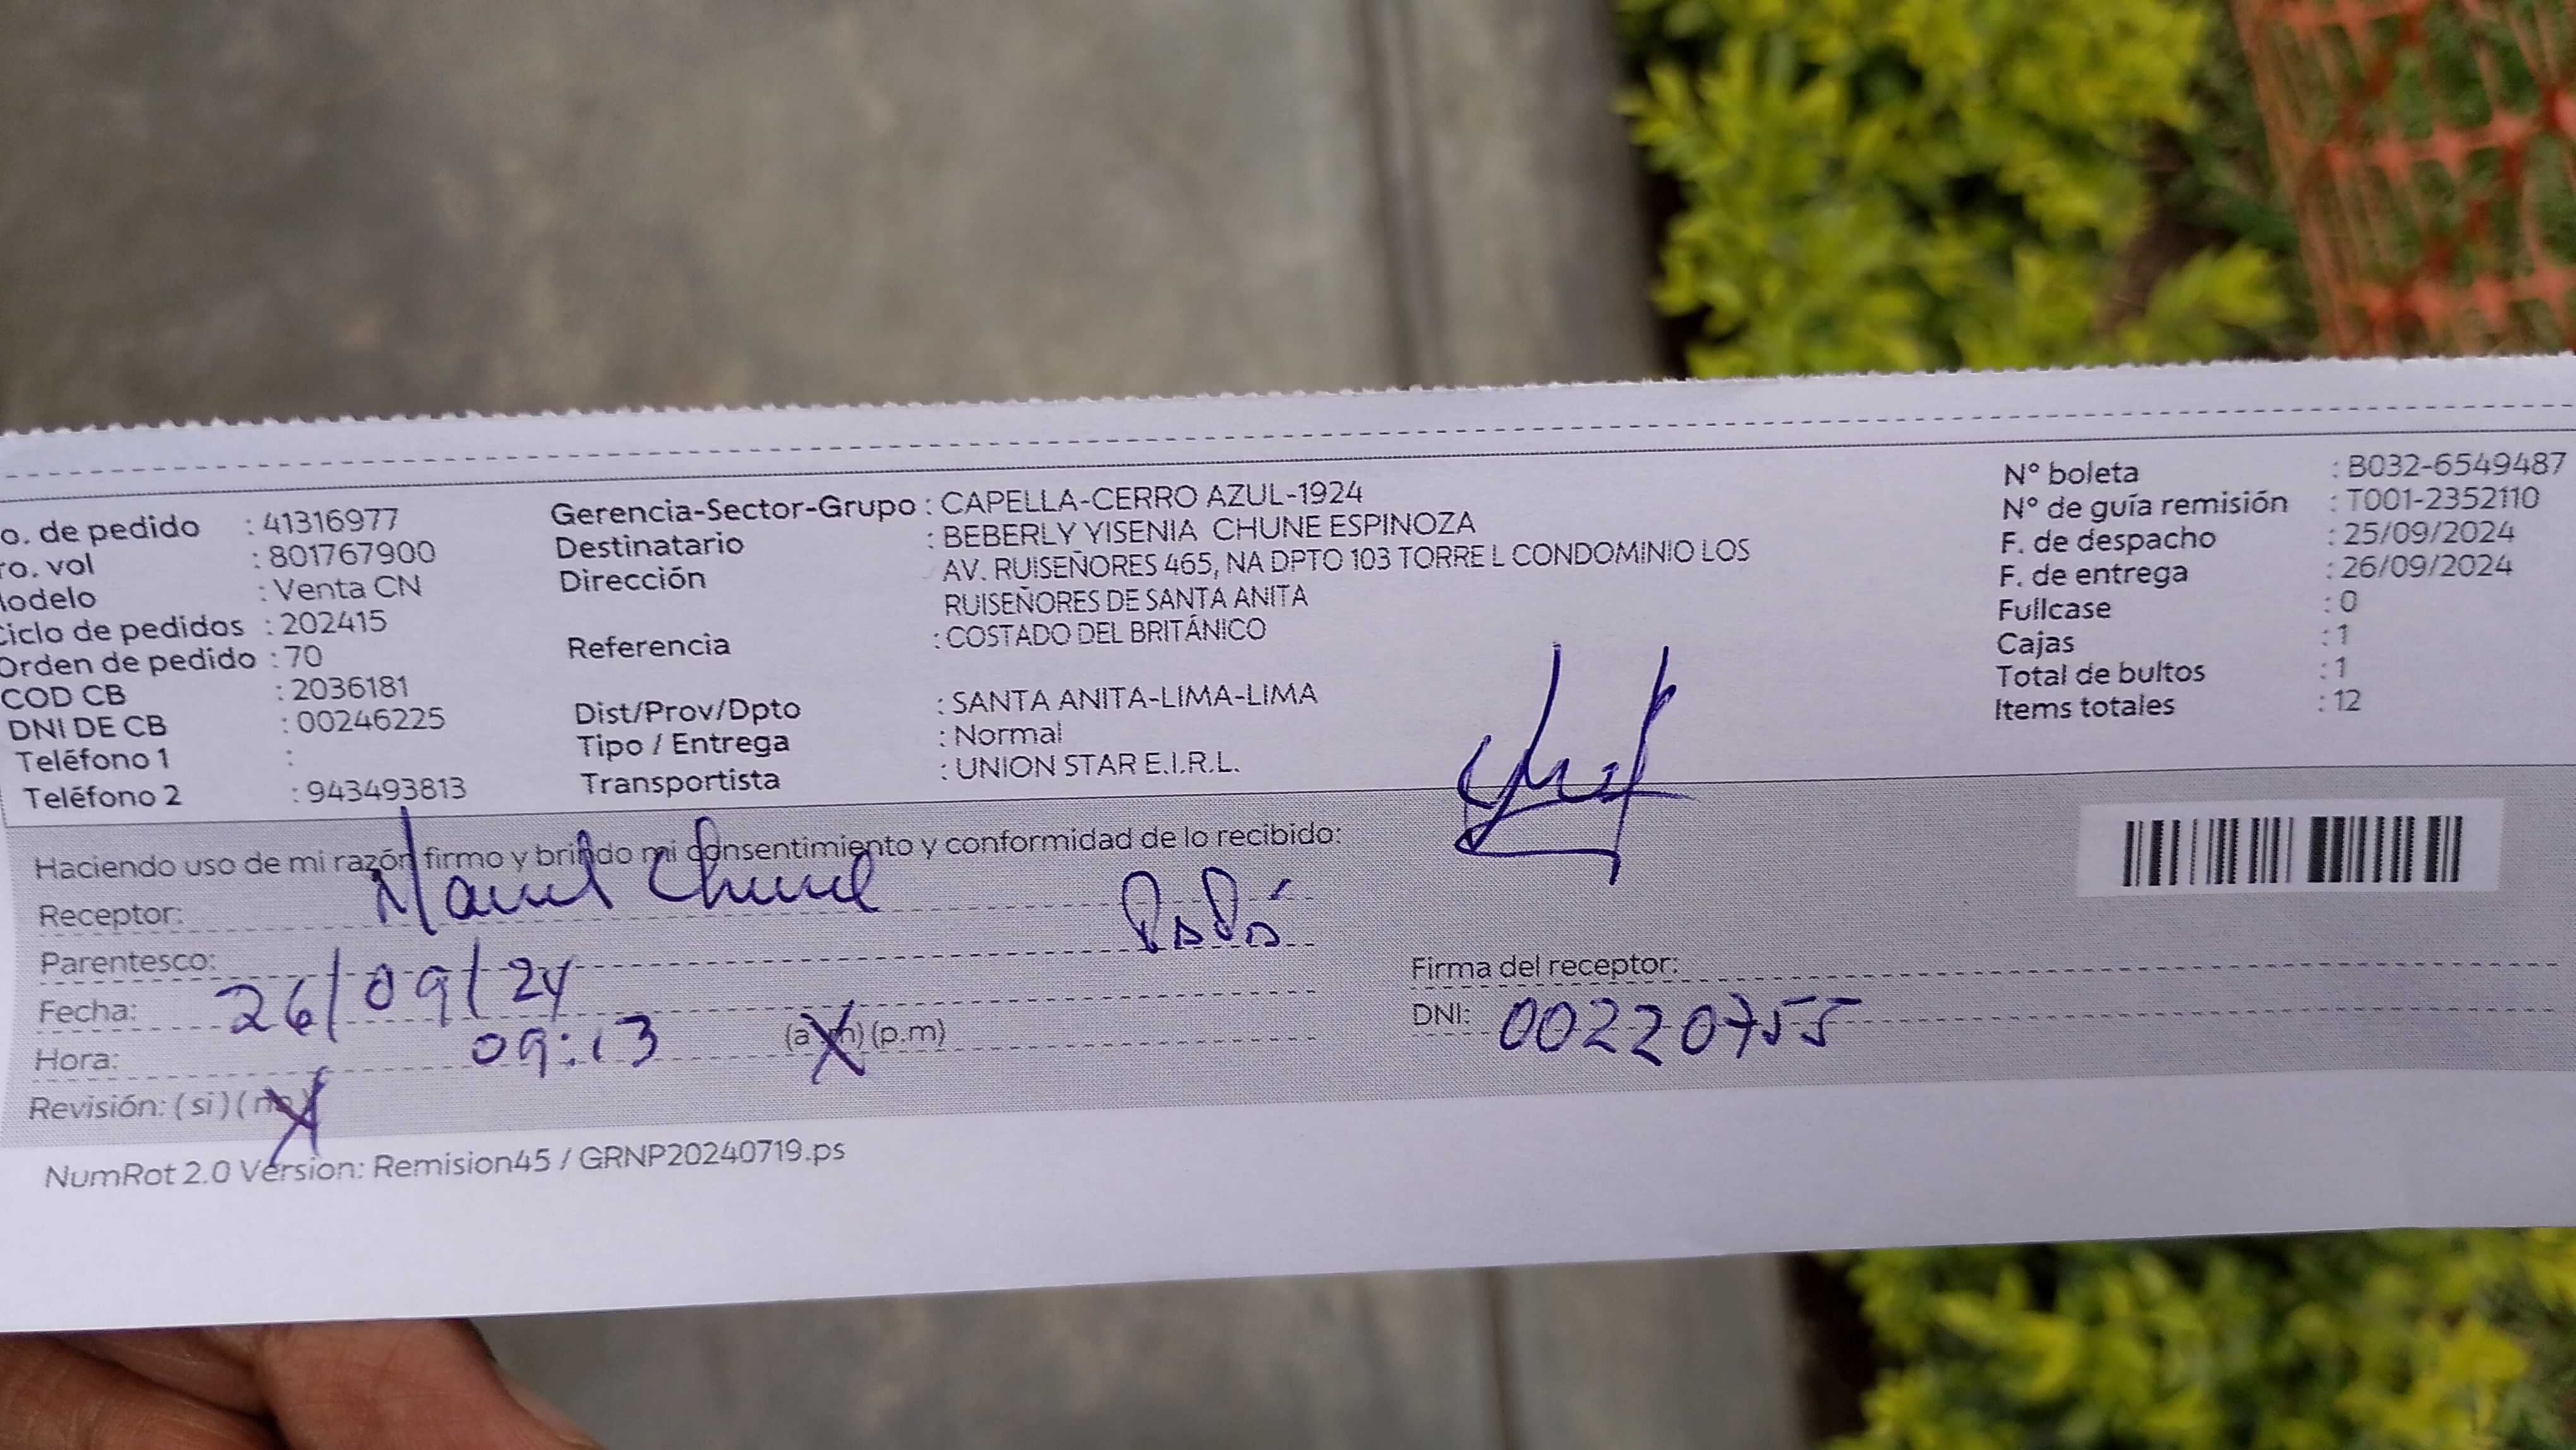 o. de pedido : 41316977
ro. vol : 801767900
lodelo : Venta CN
Ciclo de pedidos : 202415
Orden de pedido : 70
COD CB : 2036181
DNI DE CB : 00246225
Teléfono 1 :
Teléfono 2 : 943493813
Gerencia-Sector-Grupo : CAPELLA-CERRO AZUL-1924
Destinatario : BEBERLY YISENIA CHUNE ESPINOZA
Dirección AV. RUISEÑORES 465, NA DPTO 103 TORRE L CONDOMINIO LOS
RUISEÑORES DE SANTA ANITA
Referencia : COSTADO DEL BRITÁNICO
Dist/Prov/Dpto : SANTA ANITA-LIMA-LIMA
Tipo / Entrega : Normal
Transportista : UNION STAR E.I.R.L.
N° boleta : B032-6549487
N° de guía remisión : T001-2352110
F. de despacho : 25/09/2024
F. de entrega : 26/09/2024
Fullcase : 0
Cajas : 1
Total de bultos : 1
Items totales : 12
Haciendo uso de mi razón firmo y brindo mi consentimiento y conformidad de lo recibido:
Receptor: Manuel Chune
Parentesco: Papá
Fecha: 26/09/24
Hora: 09:13 (a.m) (p.m)
Revisión: (si) (no)
Firma del receptor:
DNI: 00220755
NumRot 2.0 Version: Remision45 / GRNP20240719.ps